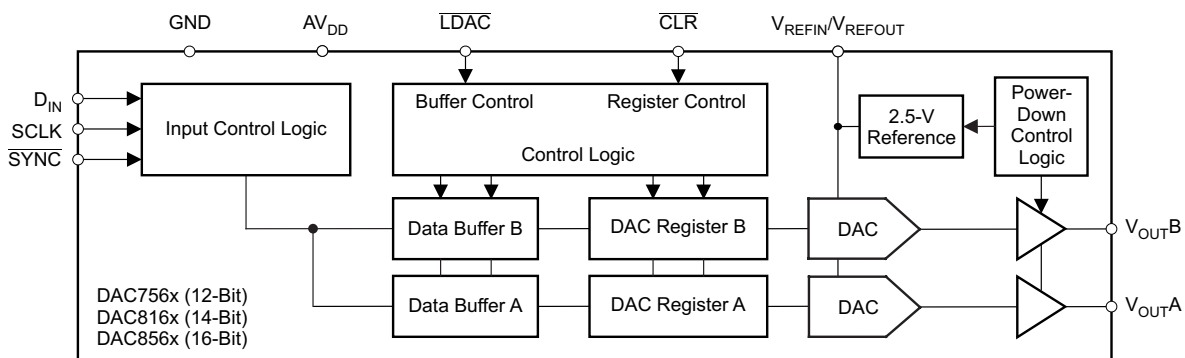 GND
AVDD
LDAC
CLR
VREFIN/VREFOUT
DIN
SCLK
SYNC
Input Control Logic
Buffer Control
Register Control
Control Logic
2.5-V
Reference
Power-
Down
Control
Logic
Data Buffer B
DAC Register B
DAC
VOUTB
Data Buffer A
DAC Register A
DAC
VOUTA
DAC756x (12-Bit)
DAC816x (14-Bit)
DAC856x (16-Bit)